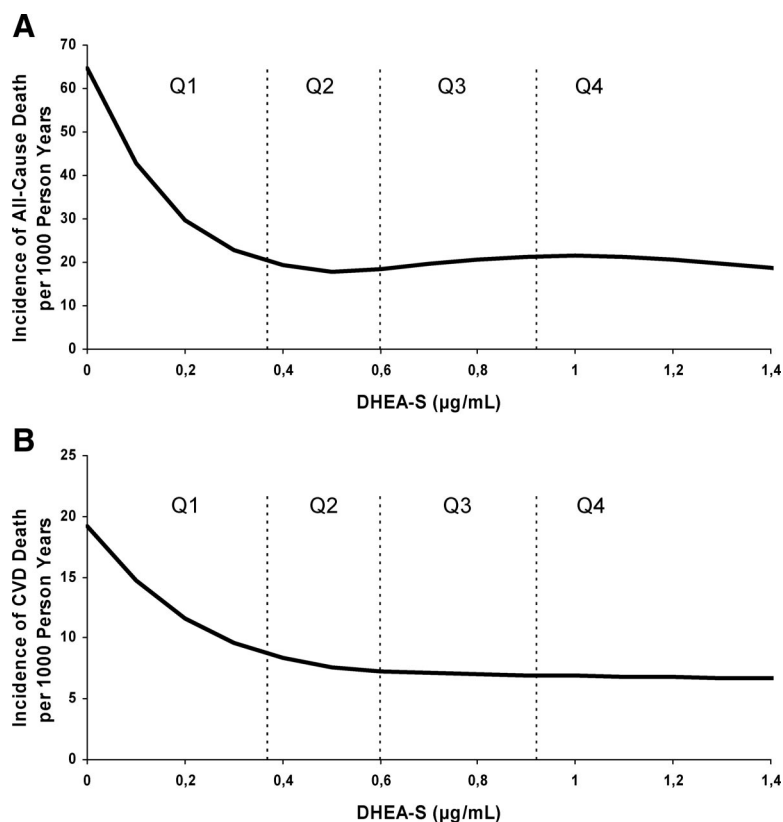 A
Incidence of All-Cause Death
per 1000 Person Years
70
60
50
40
30
20
10
0
Q1 Q2 Q3 Q4
0 0,2 0,4 0,6 0,8 1 1,2 1,4
DHEA-S (µg/mL)
B
Incidence of CVD Death
per 1000 Person Years
25
20
15
10
5
0
Q1 Q2 Q3 Q4
0 0,2 0,4 0,6 0,8 1 1,2 1,4
DHEA-S (µg/mL)